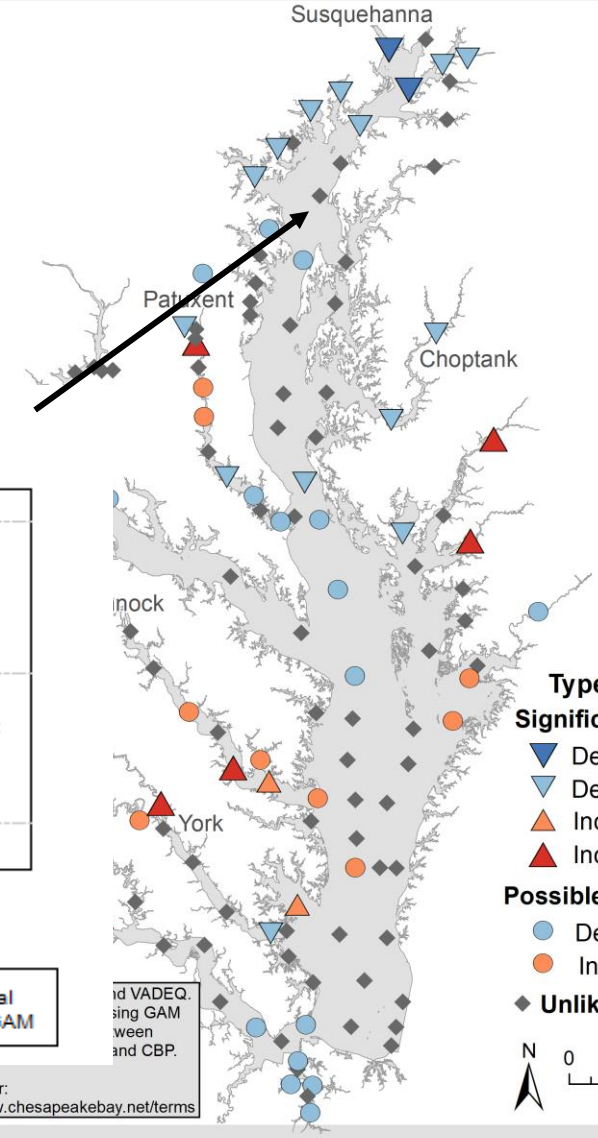 Susquehanna
Patuxent
Choptank
nock
York
Type
Signific
De
De
Inc
Inc
Possible
De
In
Unlik
N
0
al
GAM
nd VADEQ.
sing GAM
tween
and CBP.
r:
w.chesapeakebay.net/terms